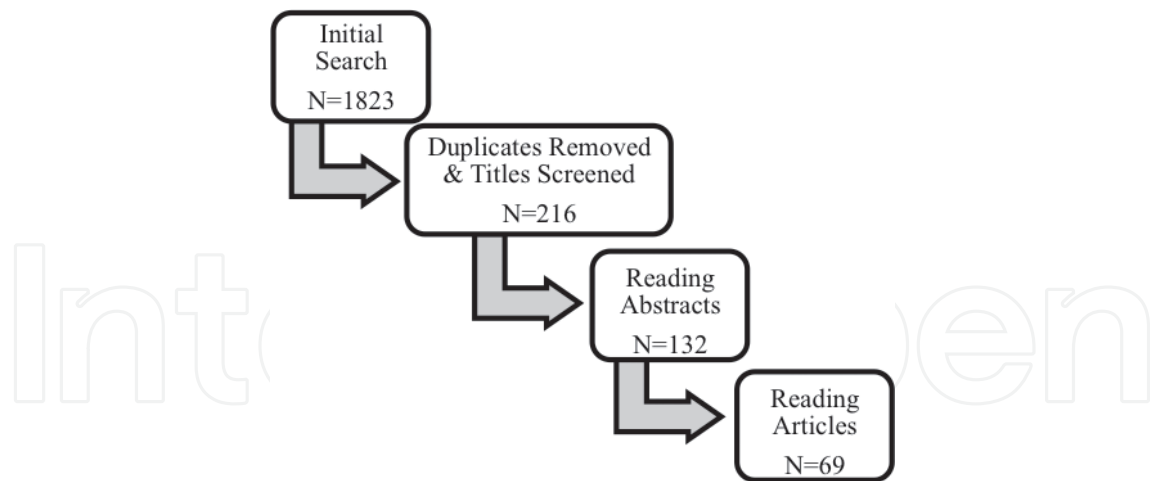 Initial
Search
N=1823
Duplicates Removed
& Titles Screened
N=216
Reading
Abstracts
N=132
Reading
Articles
N=69